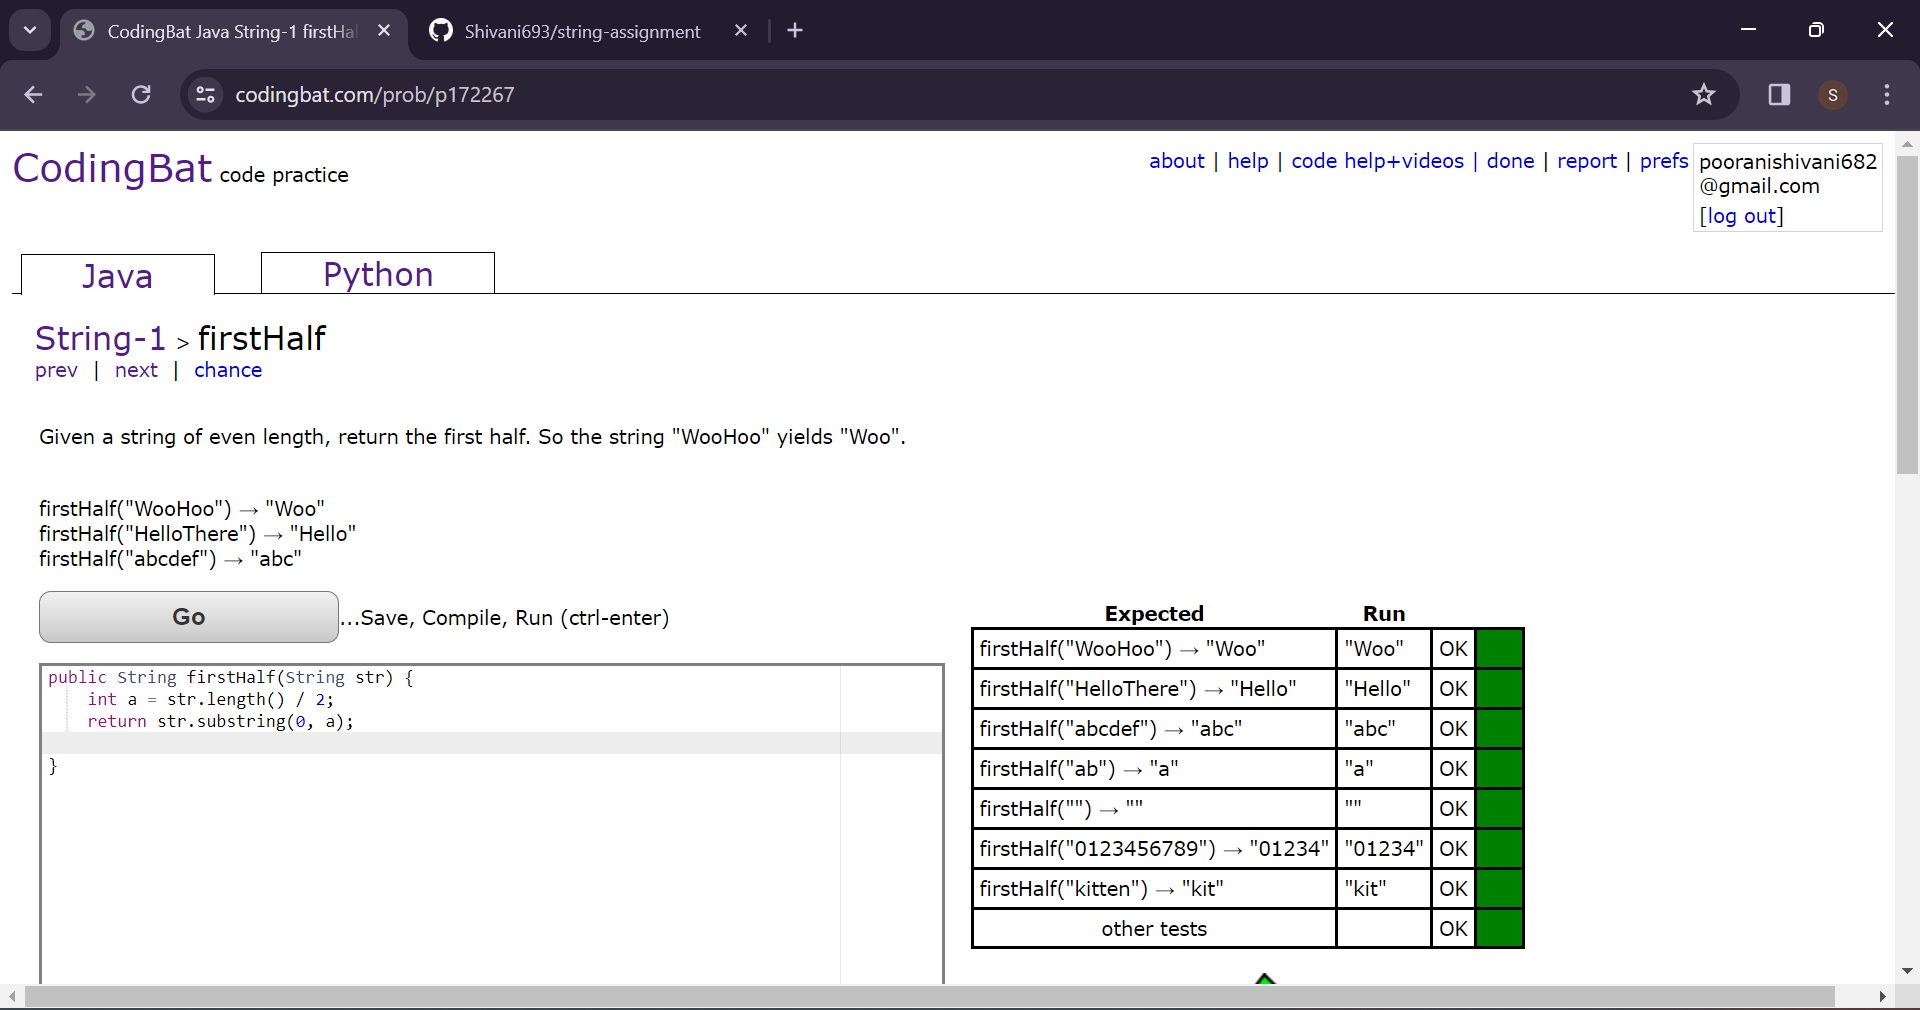 CodingBat Java String-1 firstHal
Shivani693/string-assignment
codingbat.com/prob/p172267
S
CodingBat code practice
about | help | code help+videos | done | report | prefs
pooranishivani682
@gmail.com
[log out]
Java
Python
String-1 > firstHalf
prev | next | chance
Given a string of even length, return the first half. So the string "WooHoo" yields "Woo".
firstHalf("WooHoo") → "Woo"
firstHalf("HelloThere") → "Hello"
firstHalf("abcdef") → "abc"
Go ...Save, Compile, Run (ctrl-enter)
public String firstHalf(String str) {
    int a = str.length() / 2;
    return str.substring(0, a);
}
Expected Run
firstHalf("WooHoo") → "Woo" "Woo" OK
firstHalf("HelloThere") → "Hello" "Hello" OK
firstHalf("abcdef") → "abc" "abc" OK
firstHalf("ab") → "a" "a" OK
firstHalf("") → "" "" OK
firstHalf("0123456789") → "01234" "01234" OK
firstHalf("kitten") → "kit" "kit" OK
other tests OK